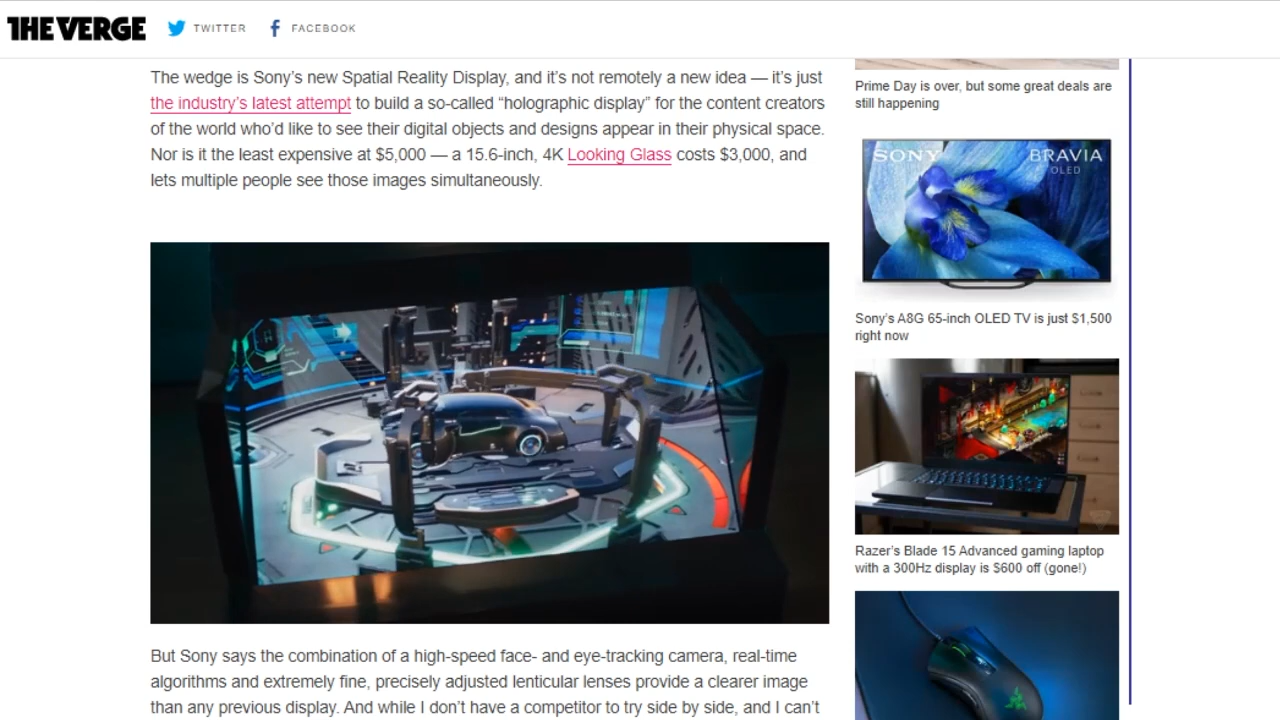 THE VERGE
TWITTER
FACEBOOK
The wedge is Sony’s new Spatial Reality Display, and it’s not remotely a new idea — it’s just
the industry’s latest attempt to build a so-called “holographic display” for the content creators
of the world who’d like to see their digital objects and designs appear in their physical space.
Nor is it the least expensive at $5,000 — a 15.6-inch, 4K Looking Glass costs $3,000, and
lets multiple people see those images simultaneously.
But Sony says the combination of a high-speed face- and eye-tracking camera, real-time
algorithms and extremely fine, precisely adjusted lenticular lenses provide a clearer image
than any previous display. And while I don’t have a competitor to try side by side, and I can’t
Prime Day is over, but some great deals are
still happening
SONY
BRAVIA
OLED
Sony’s A8G 65-inch OLED TV is just $1,500
right now
Razer’s Blade 15 Advanced gaming laptop
with a 300Hz display is $600 off (gone!)